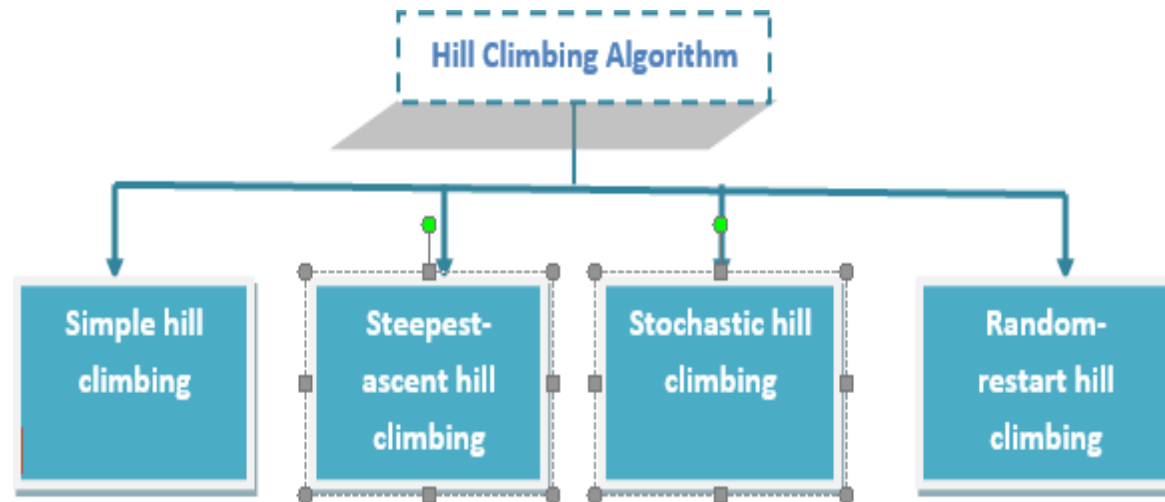 Hill Climbing Algorithm
Simple hill
climbing
Steepest-
ascent hill
climbing
Stochastic hill
climbing
Random-
restart hill
climbing